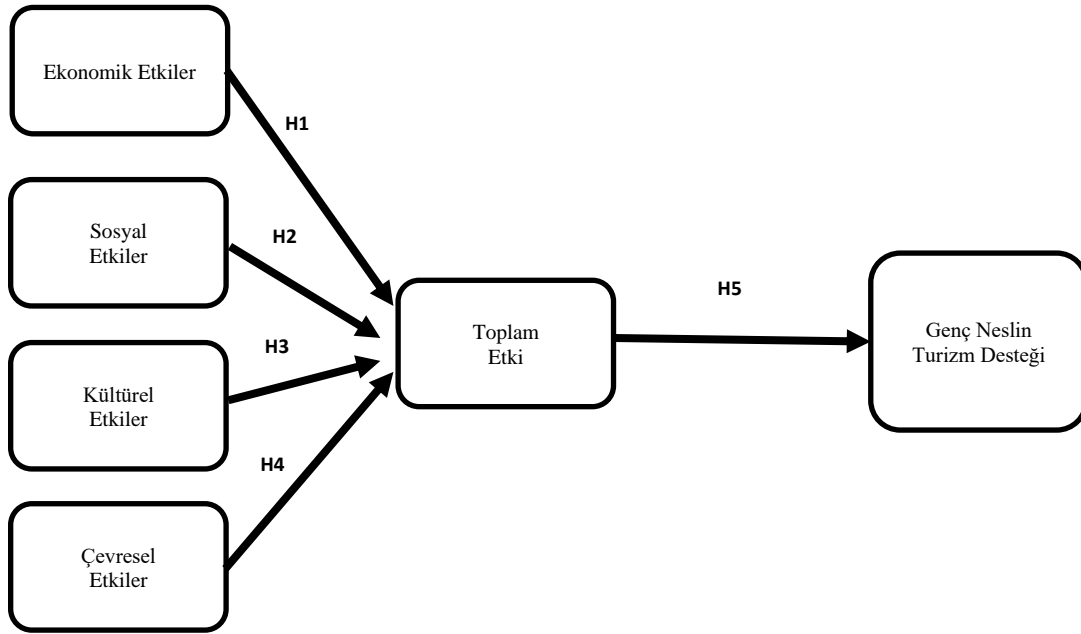 Ekonomik Etkiler
H1
Sosyal
Etkiler
H2
Kültürel
Etkiler
H3
Çevresel
Etkiler
H4
Toplam
Etki
H5
Genç Neslin
Turizm Desteği